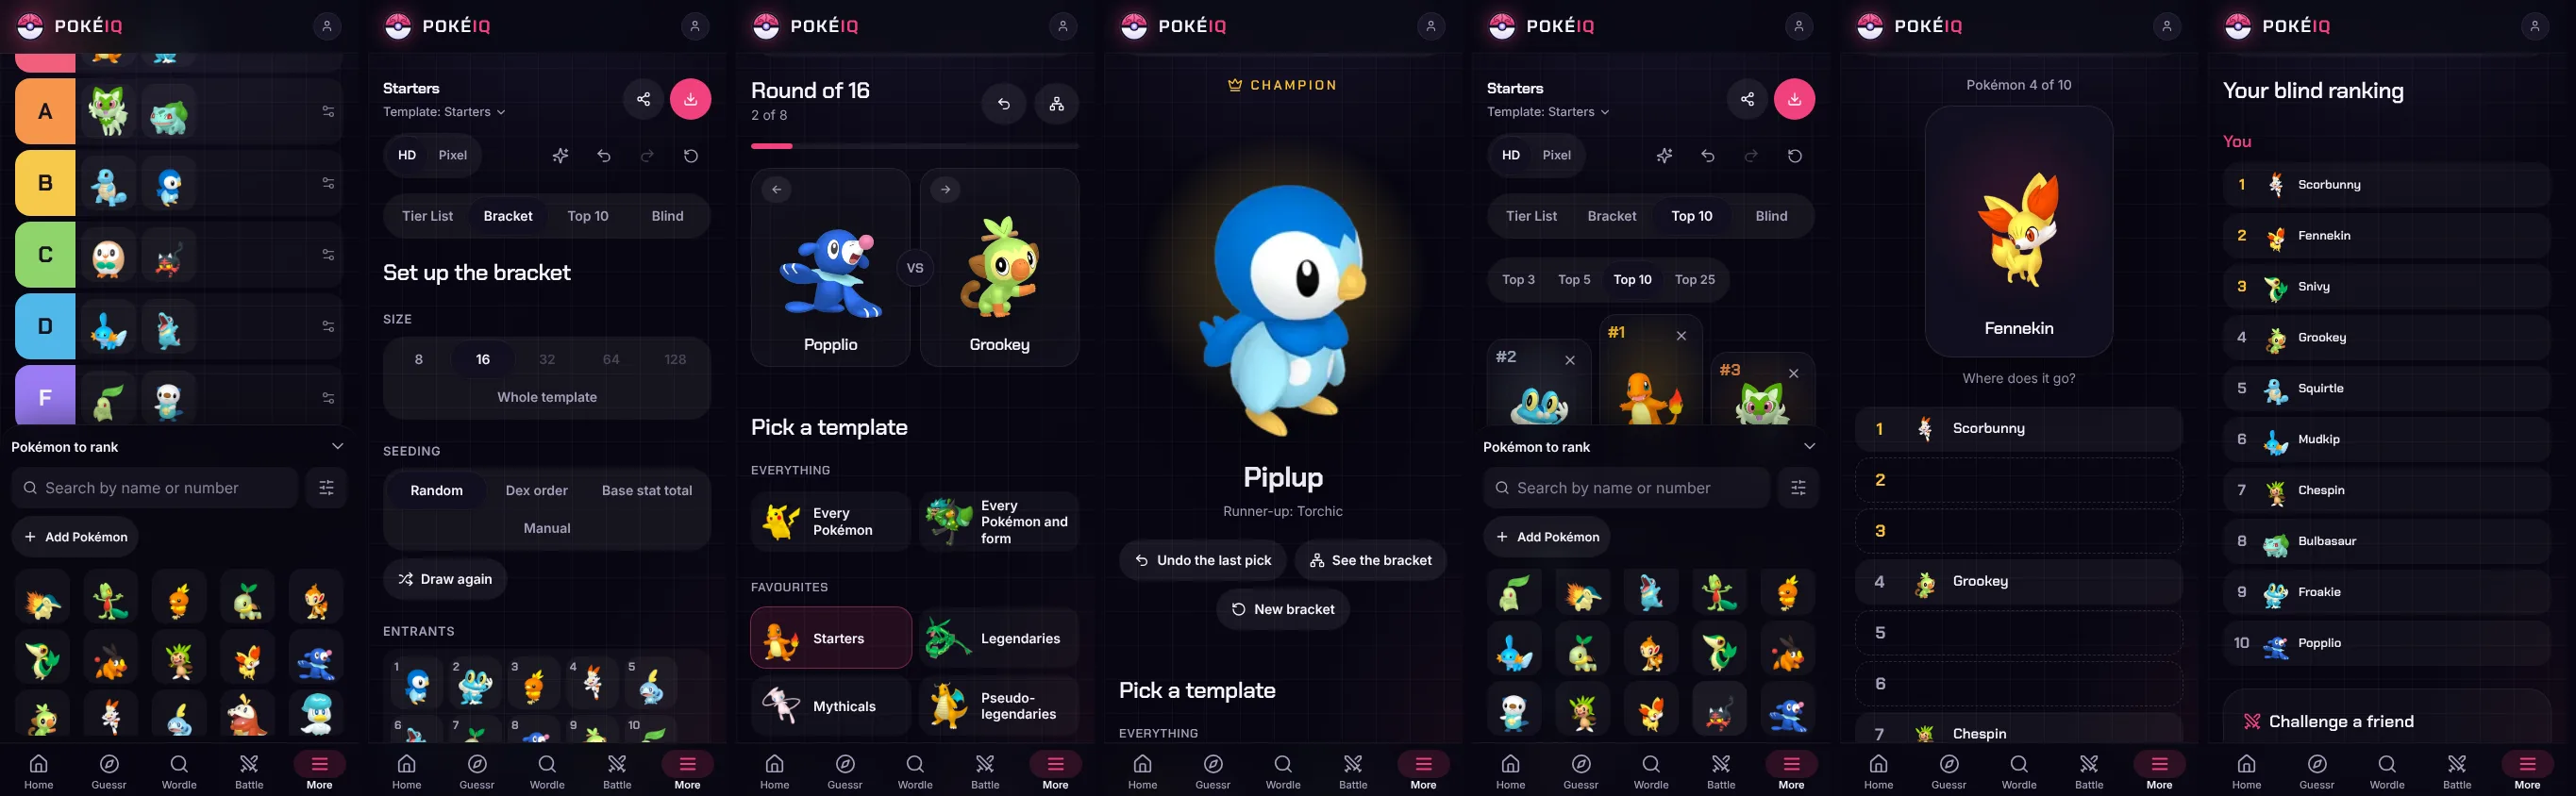 POKÉIQ
A
B
C
D
F
Pokémon to rank
Search by name or number
+ Add Pokémon
Home
Guessr
Wordle
Battle
More
POKÉIQ
Starters
Template: Starters
HD
Pixel
Tier List
Bracket
Top 10
Blind
Set up the bracket
SIZE
8
16
32
64
128
Whole template
SEEDING
Random
Dex order
Base stat total
Manual
Draw again
ENTRANTS
1
2
3
4
5
6
7
8
9
10
Home
Guessr
Wordle
Battle
More
POKÉIQ
Round of 16
2 of 8
Popplio
VS
Grookey
Pick a template
EVERYTHING
Every
Pokémon
Every
Pokémon and
form
FAVOURITES
Starters
Legendaries
Mythicals
Pseudo-
legendaries
Home
Guessr
Wordle
Battle
More
POKÉIQ
CHAMPION
Piplup
Runner-up: Torchic
Undo the last pick
See the bracket
New bracket
Pick a template
EVERYTHING
Home
Guessr
Wordle
Battle
More
POKÉIQ
Starters
Template: Starters
HD
Pixel
Tier List
Bracket
Top 10
Blind
Top 3
Top 5
Top 10
Top 25
#2
#1
#3
Pokémon to rank
Search by name or number
+ Add Pokémon
Home
Guessr
Wordle
Battle
More
POKÉIQ
Pokémon 4 of 10
Fennekin
Where does it go?
1 Scorbunny
2
3
4 Grookey
5
6
7 Chespin
Home
Guessr
Wordle
Battle
More
POKÉIQ
Your blind ranking
You
1 Scorbunny
2 Fennekin
3 Snivy
4 Grookey
5 Squirtle
6 Mudkip
7 Chespin
8 Bulbasaur
9 Froakie
10 Popplio
Challenge a friend
Home
Guessr
Wordle
Battle
More